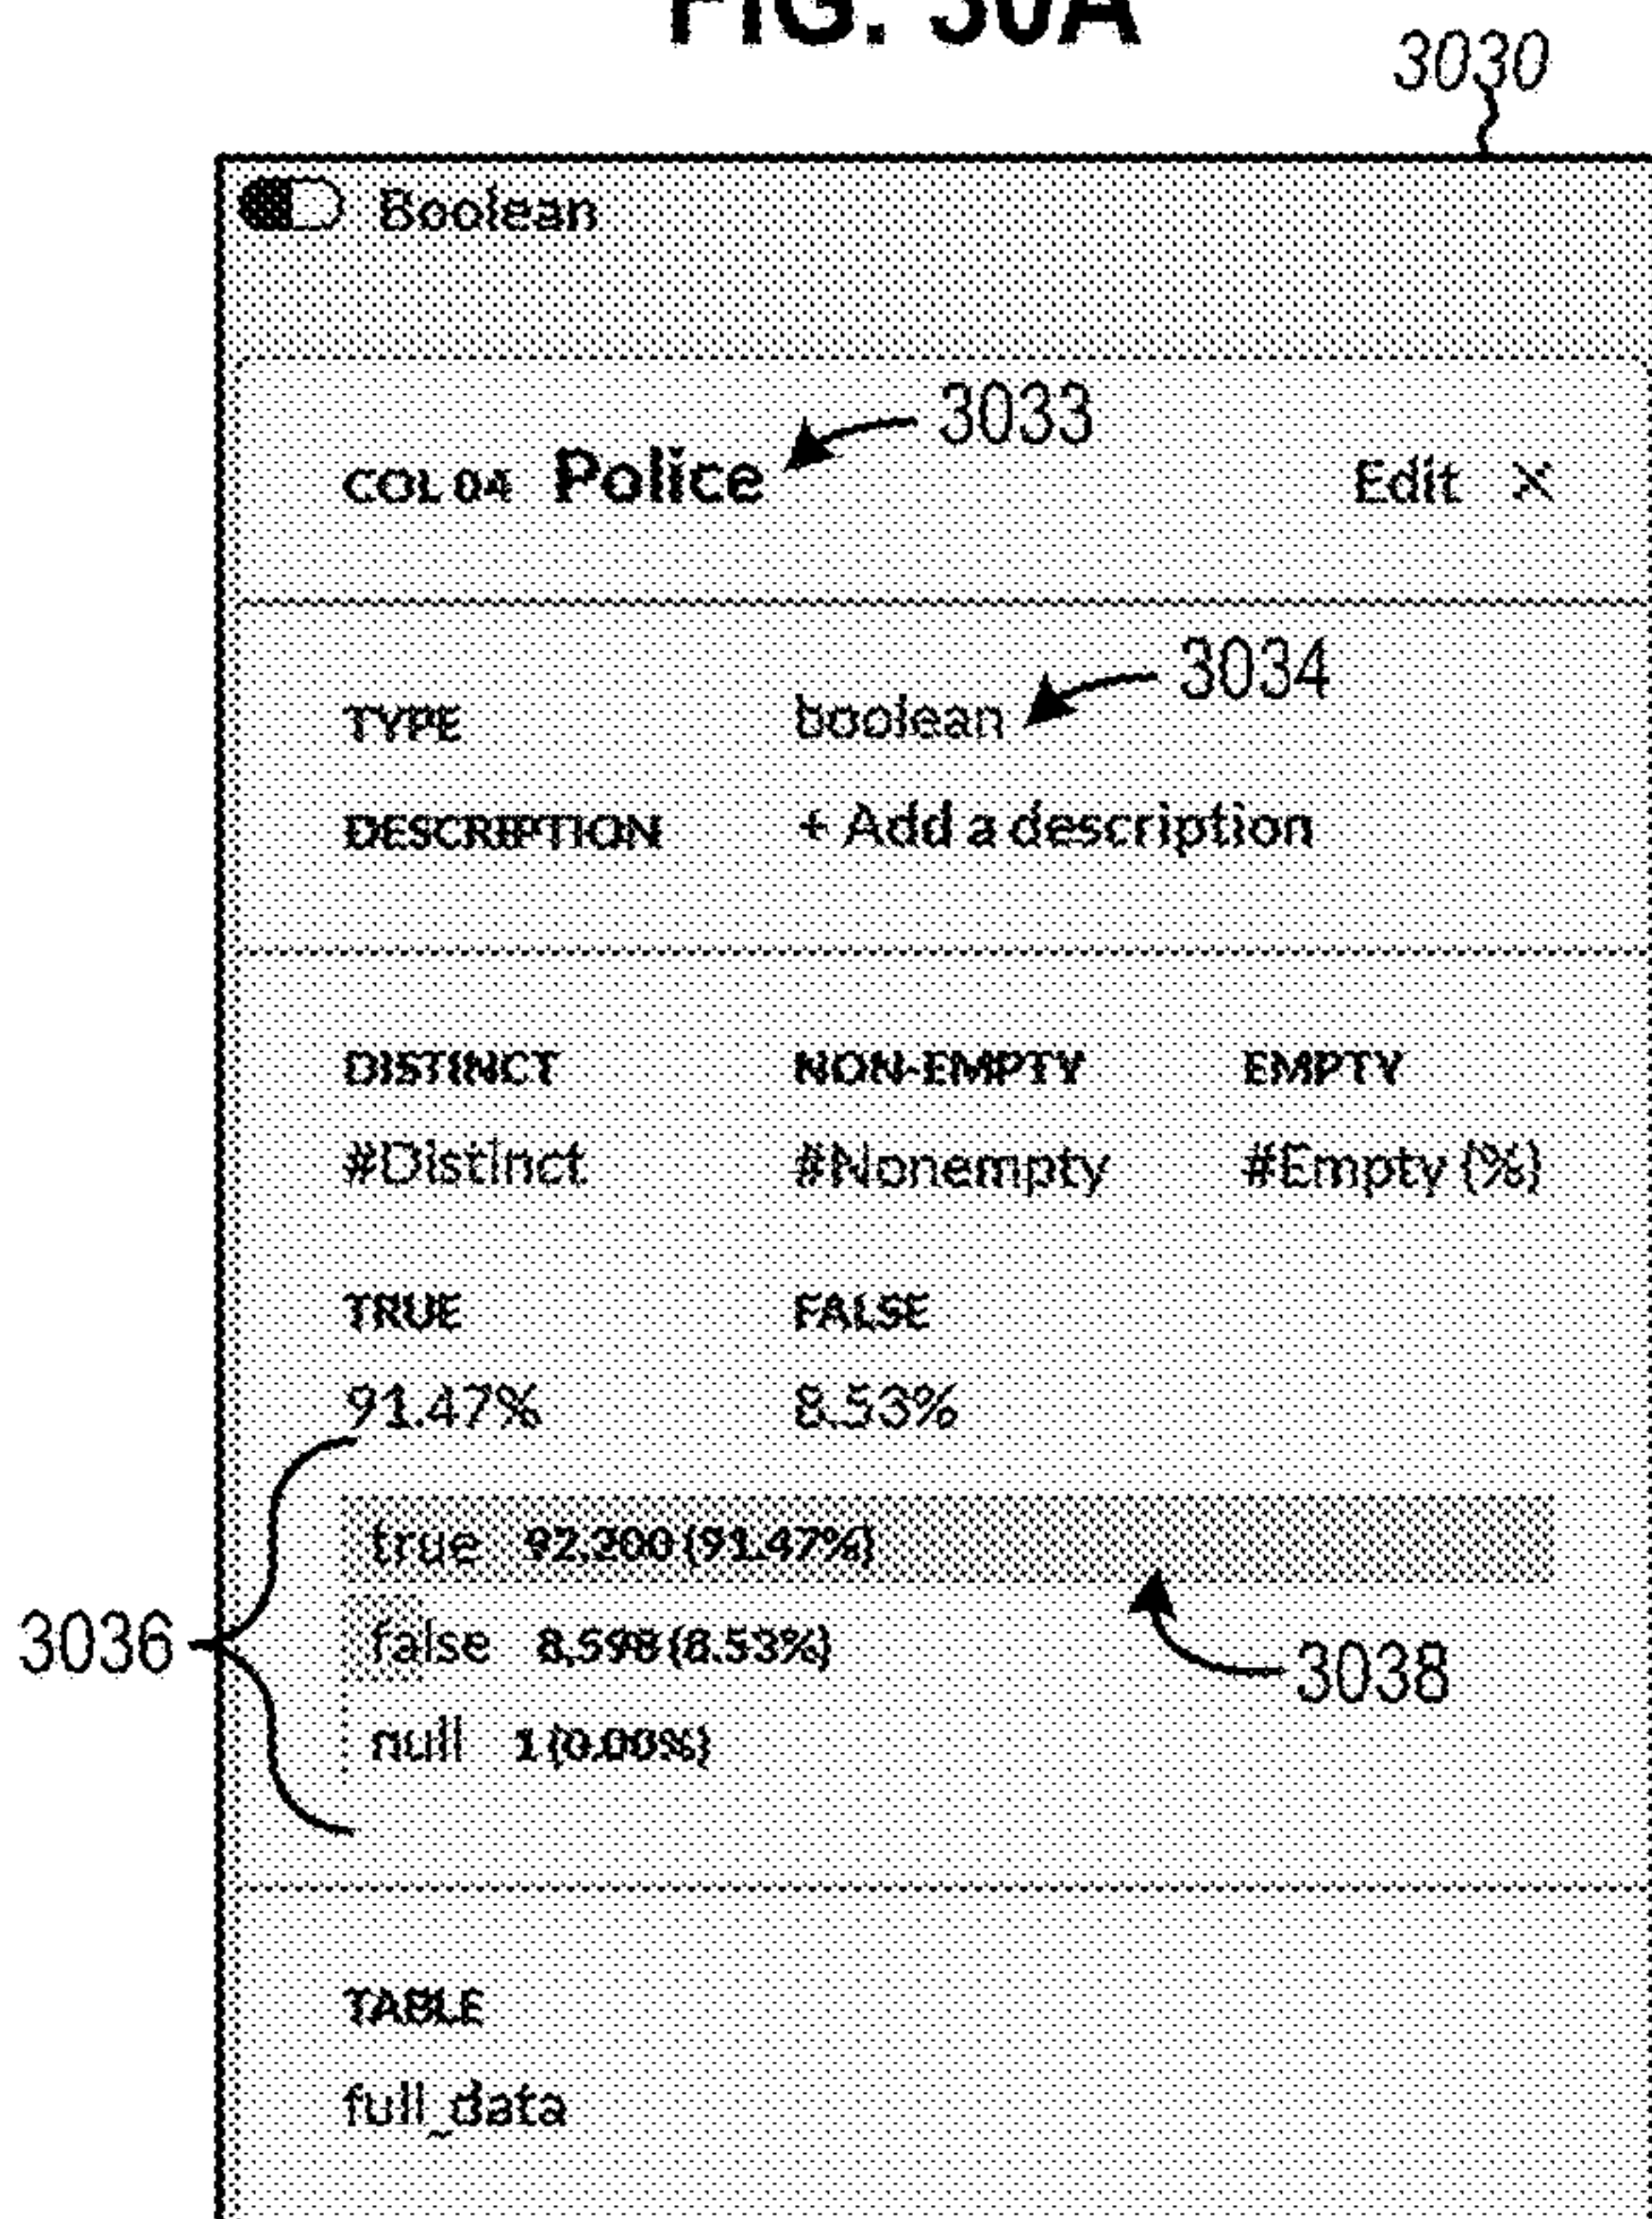 FIG. 30A
3030
Boolean
3033
COL 04 Police Edit ×
3034
TYPE boolean
DESCRIPTION + Add a description
DISTINCT NON-EMPTY EMPTY
#Distinct #Nonempty #Empty (%)
TRUE FALSE
91.47% 8.53%
true 92,200 (91.47%)
3036 false 8,598 (8.53%) 3038
null 1 (0.00%)
TABLE
full_data